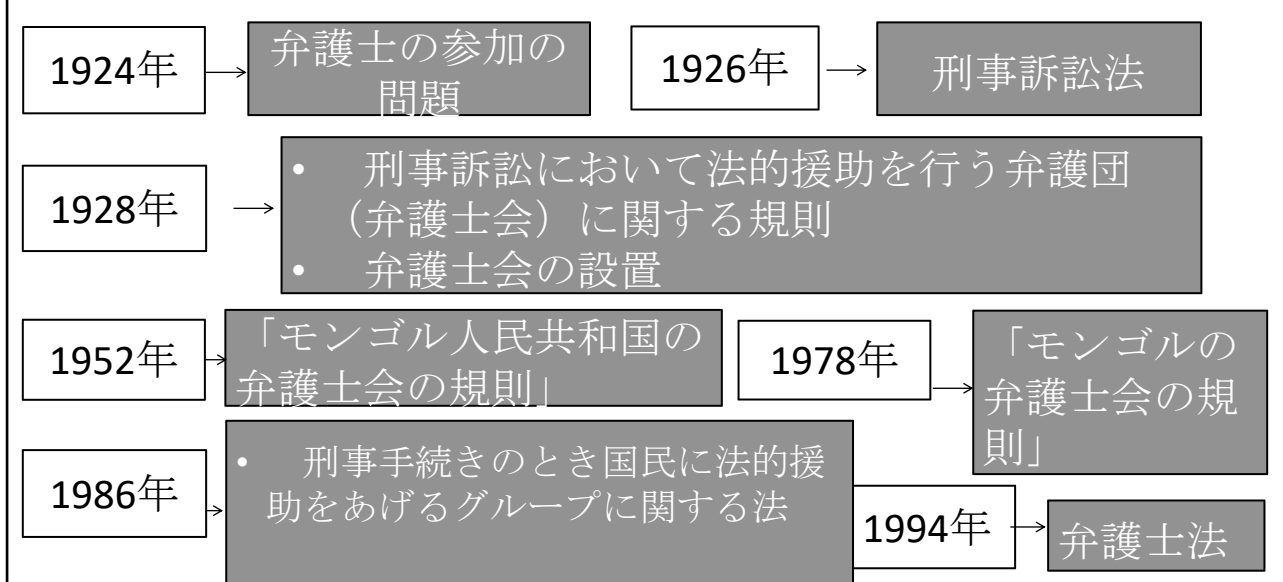 1924年
弁護士の参加の
問題
1926年
刑事訴訟法
1928年
• 刑事訴訟において法的援助を行う弁護団
（弁護士会）に関する規則
• 弁護士会の設置
1952年
「モンゴル人民共和国の
弁護士会の規則」
1978年
「モンゴルの
弁護士会の規
則」
1986年
• 刑事手続きのとき国民に法的援
助をあげるグループに関する法
1994年
弁護士法